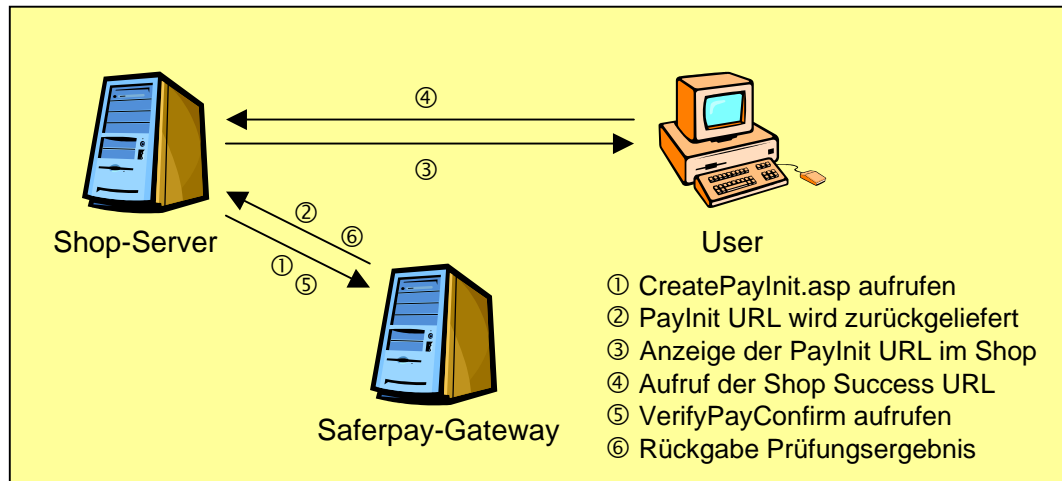 ④
③
②
⑥
Shop-Server
User
①
⑤
① CreatePayInit.asp aufrufen
② PayInit URL wird zurückgeliefert
③ Anzeige der PayInit URL im Shop
④ Aufruf der Shop Success URL
Saferpay-Gateway
⑤ VerifyPayConfirm aufrufen
⑥ Rückgabe Prüfungsergebnis